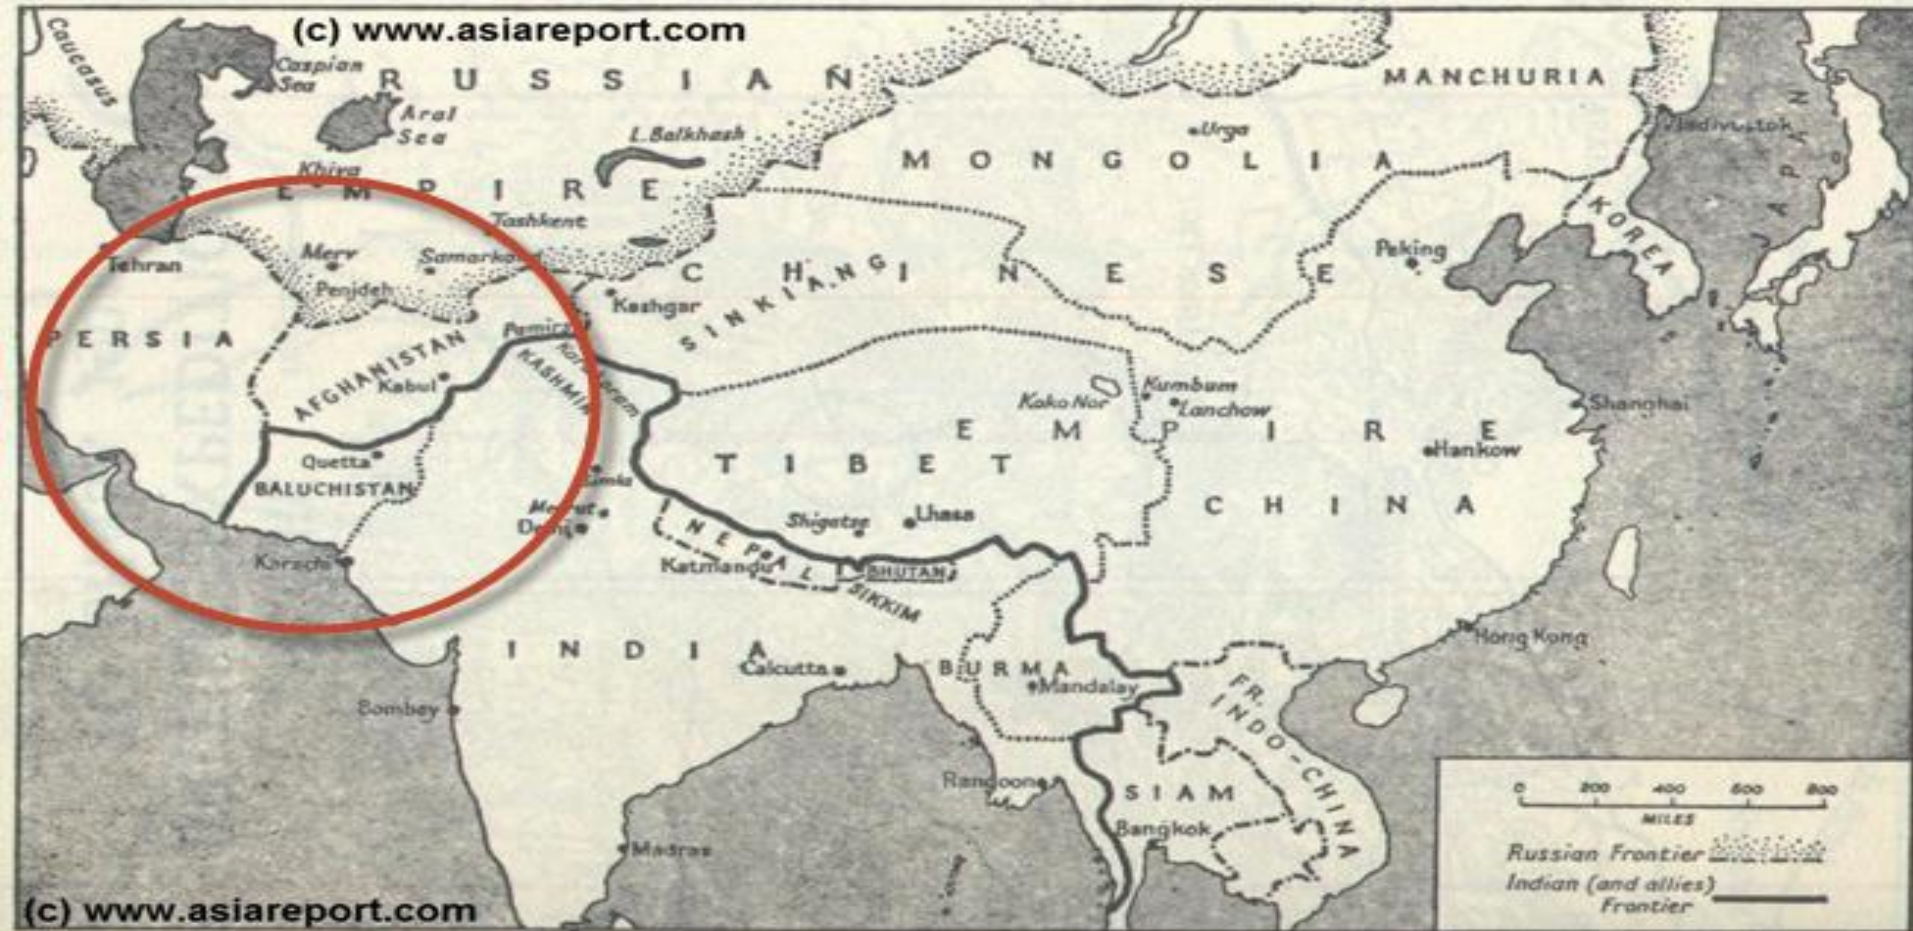 (c) www.asiareport.com
Caucasus
Caspian
Sea
RUSSIAN
MANCHURIA
Aral
Sea
L. Balkhash
Urga
Vladivostok
JAPAN
MONGOLIA
Khiva
EMPIRE
Tashkent
KOREA
Tehran
Merv
Samarkand
Peking
CHINESE
SINKIANG
Penjdeh
Kashgar
PERSIA
Pamirs
AFGHANISTAN
Karakoram
KASHMIR
Kabul
Koko Nor
Kumbum
Lanchow
Shanghai
EMPIRE
Hankow
Quetta
TIBET
BALUCHISTAN
Simla
Meerut
Delhi
CHINA
Shigatse
Lhasa
NEPAL
Karachi
Katmandu
BHUTAN
SIKKIM
Hong Kong
INDIA
Calcutta
BURMA
Mandalay
FR.
INDO-CHINA
Bombay
Rangoon
SIAM
Bangkok
Madras
0 200 400 600 800
MILES
Russian Frontier
Indian (and allies)
Frontier
(c) www.asiareport.com